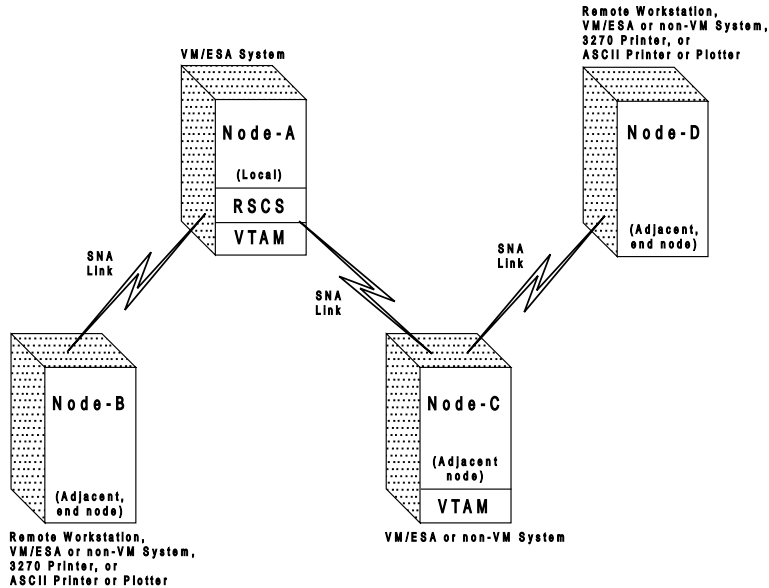 Remote Workstation,
VM/ESA or non-VM System,
3270 Printer, or
ASCII Printer or Plotter
VM/ESA System
Node-A
(Local)
RSCS
VTAM
Node-D
(Adjacent,
end node)
SNA
Link
SNA
Link
SNA
Link
Node-B
(Adjacent,
end node)
Node-C
(Adjacent
node)
VTAM
Remote Workstation,
VM/ESA or non-VM System,
3270 Printer, or
ASCII Printer or Plotter
VM/ESA or non-VM System